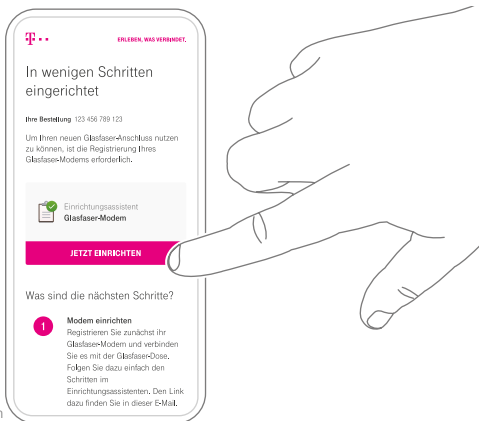 T
ERLEBEN, WAS VERBINDET.
In wenigen Schritten
eingerichtet
Ihre Bestellung 123 456 789 123
Um Ihren neuen Glasfaser-Anschluss nutzen
zu können, ist die Registrierung Ihres
Glasfaser-Modems erforderlich.
Einrichtungsassistent
Glasfaser-Modem
JETZT EINRICHTEN
Was sind die nächsten Schritte?
1
Modem einrichten
Registrieren Sie zunächst ihr
Glasfaser-Modem und verbinden
Sie es mit der Glasfaser-Dose.
Folgen Sie dazu einfach den
Schritten im
Einrichtungsassistenten. Den Link
dazu finden Sie in dieser E-Mail.